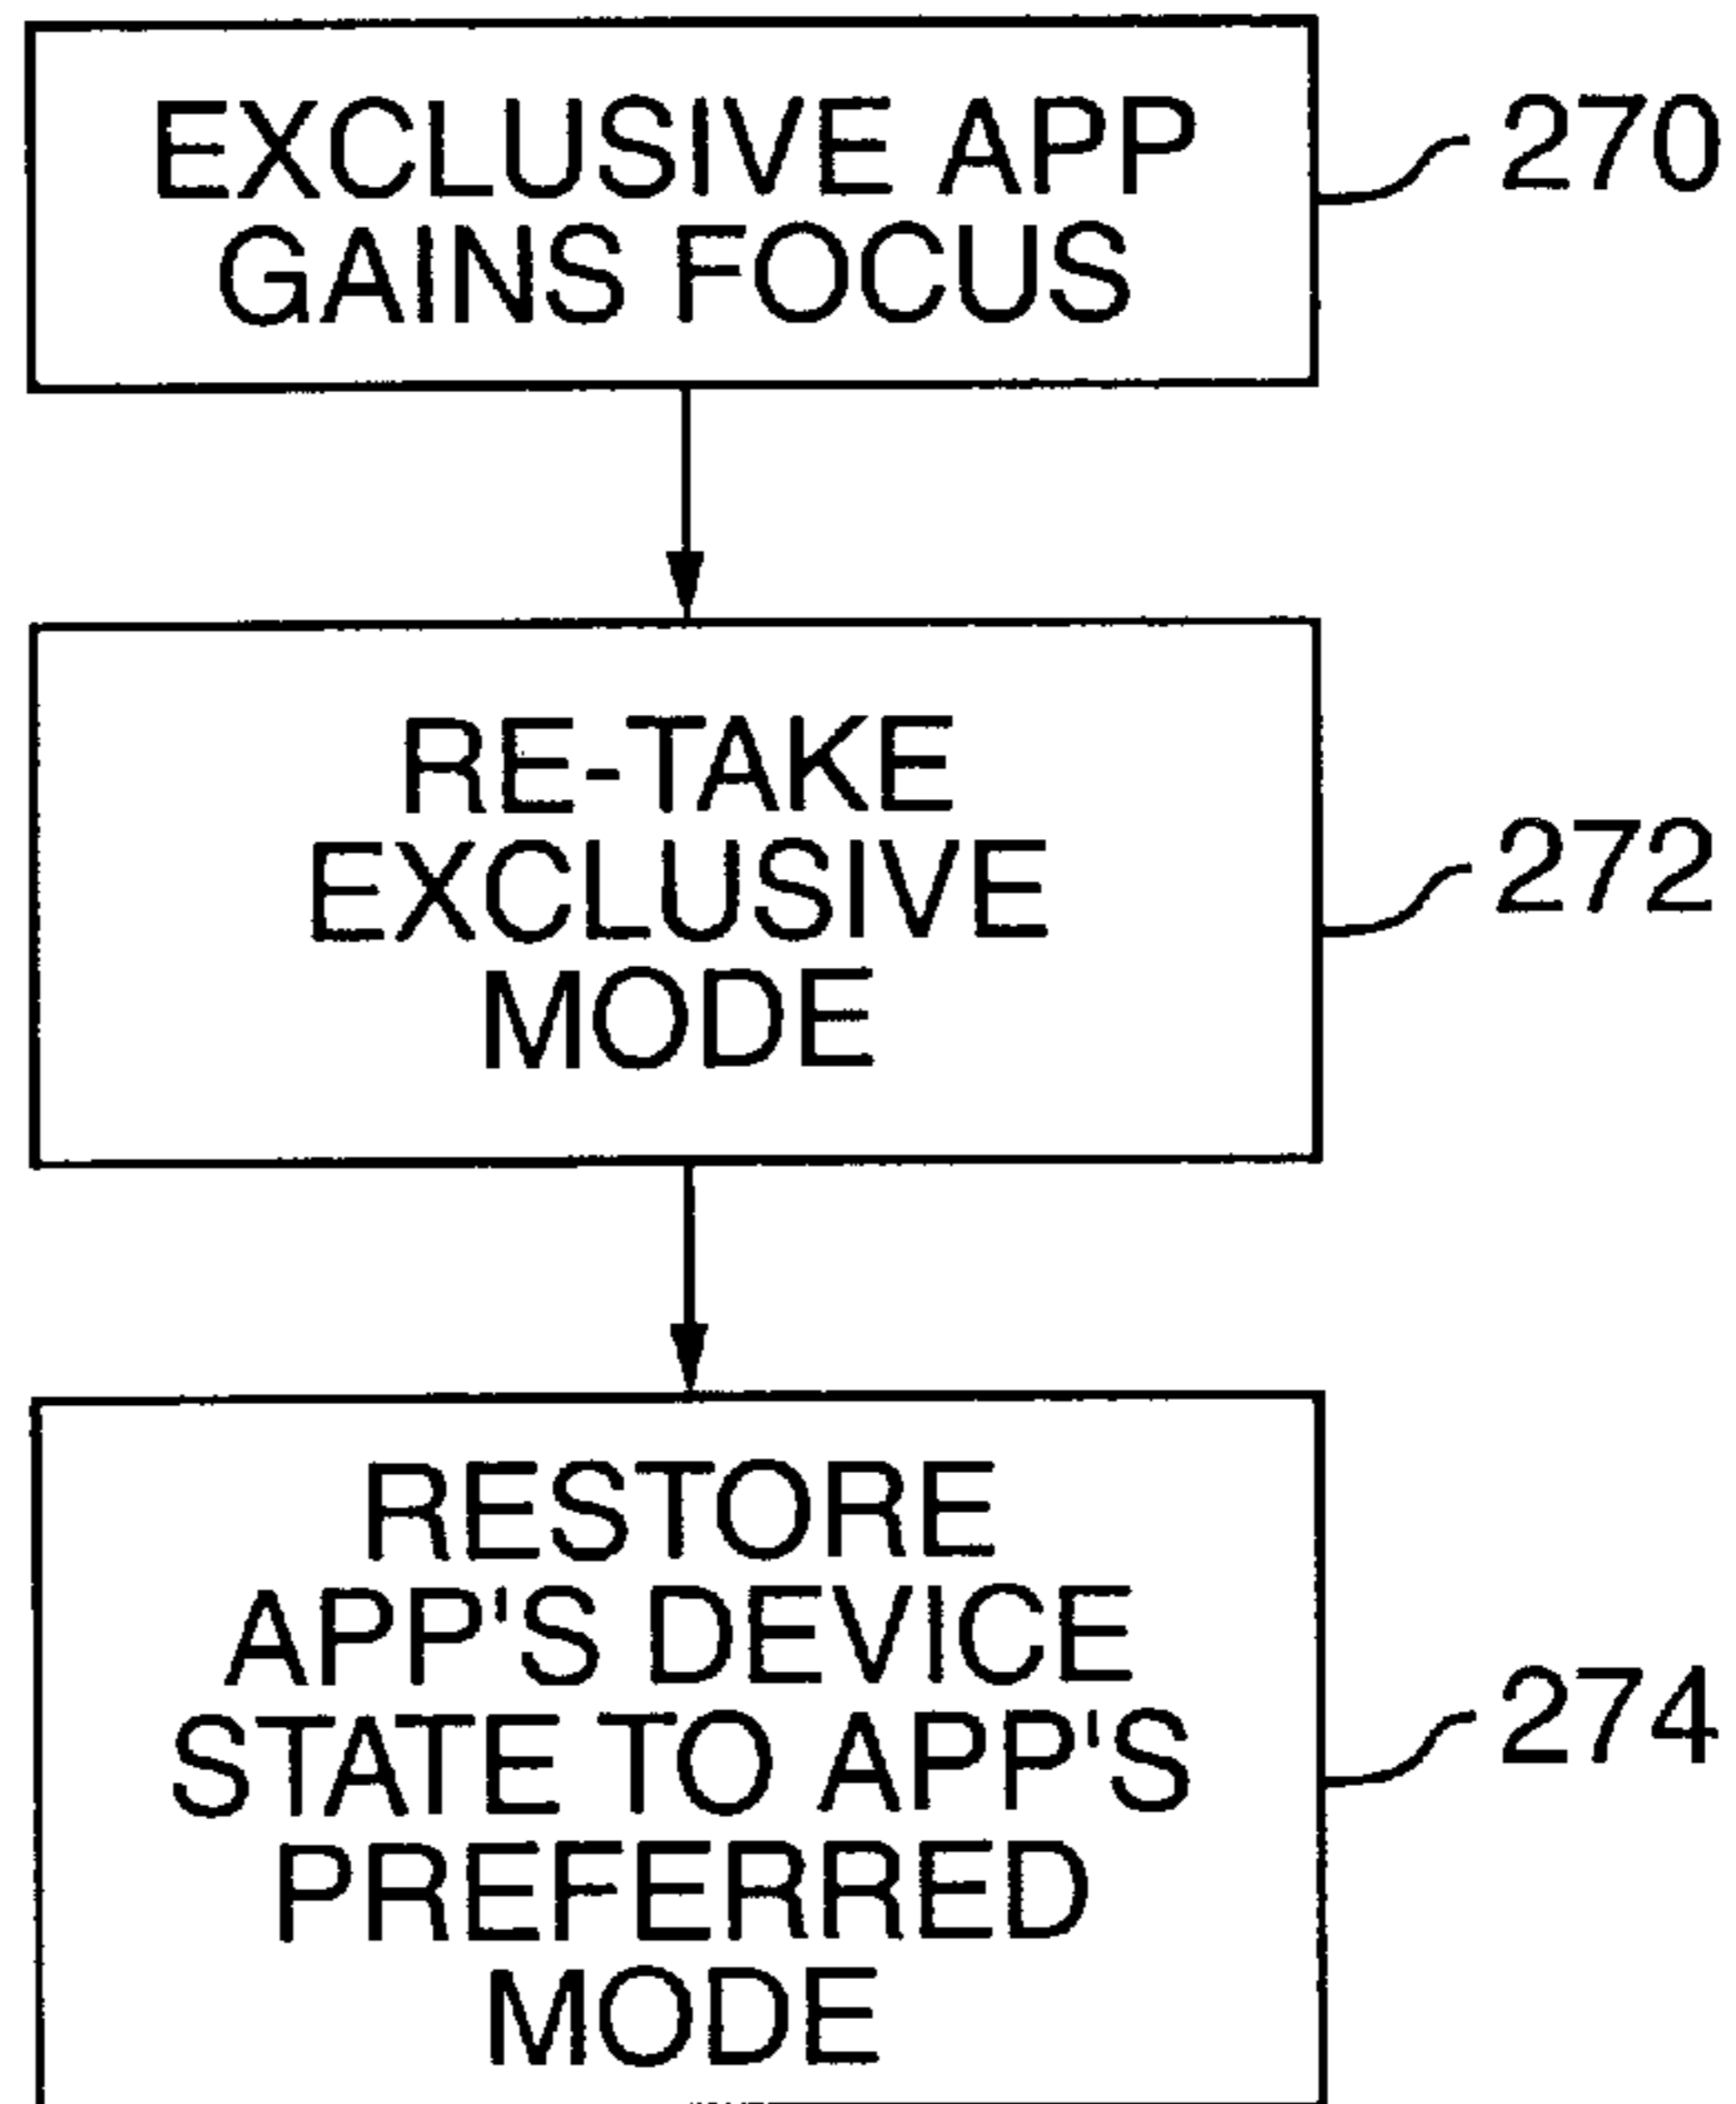 EXCLUSIVE APP
GAINS FOCUS
270
RE-TAKE
EXCLUSIVE
MODE
272
RESTORE
APP'S DEVICE
STATE TO APP'S
PREFERRED
MODE
274